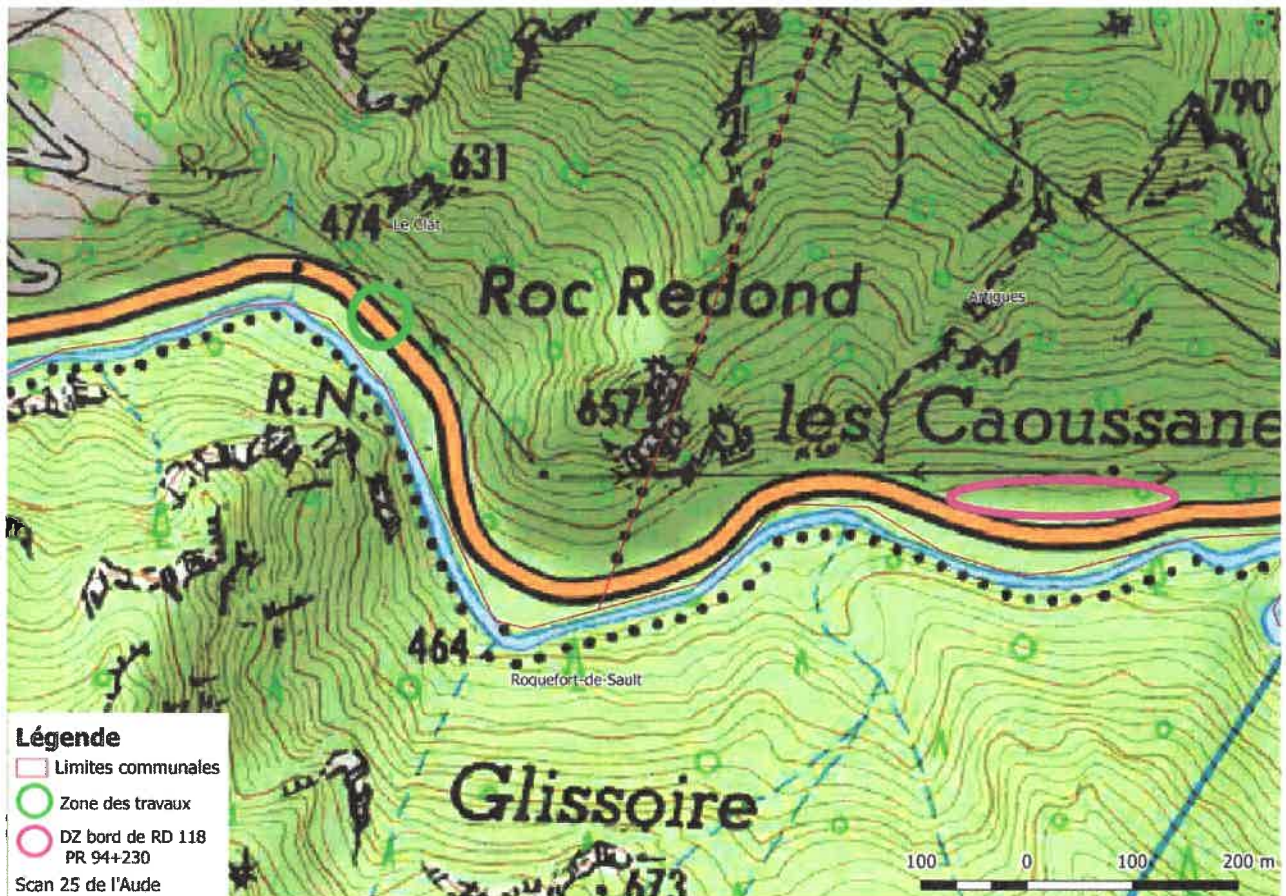 790
631
474
Le Clat
Roc Redond
Artigues
R.N.
657
les Caoussane
464
Roquefort-de-Sault
Légende
Limites communales
Zone des travaux
DZ bord de RD 118
PR 94+230
Scan 25 de l'Aude
Glissoire
673
100 0 100 200 m